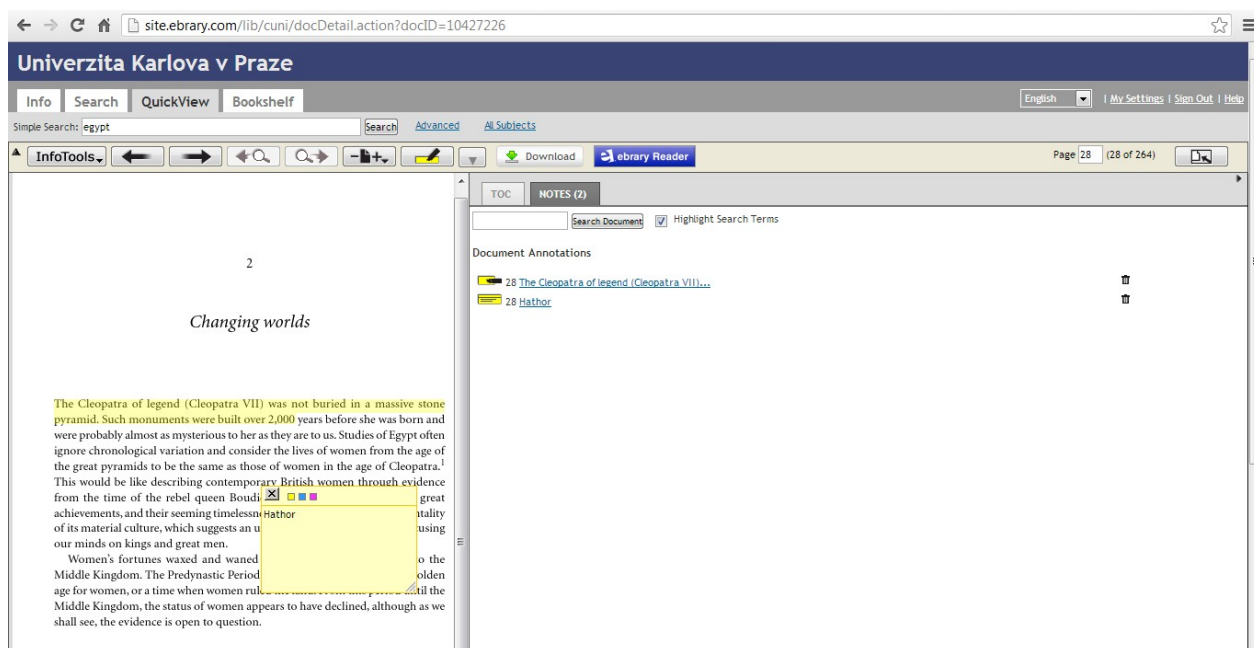 site.ebrary.com/lib/cuni/docDetail.action?docID=10427226
Univerzita Karlova v Praze
Info Search QuickView Bookshelf English | My Settings | Sign Out | Help
Simple Search: egypt Search Advanced All Subjects
InfoTools Download ebrary Reader Page 28 (28 of 264)
TOC NOTES (2)
Search Document Highlight Search Terms
Document Annotations
28 The Cleopatra of legend (Cleopatra VII)...
28 Hathor
2
Changing worlds
The Cleopatra of legend (Cleopatra VII) was not buried in a massive stone
pyramid. Such monuments were built over 2,000 years before she was born and
were probably almost as mysterious to her as they are to us. Studies of Egypt often
ignore chronological variation and consider the lives of women from the age of
the great pyramids to be the same as those of women in the age of Cleopatra.1
This would be like describing contemporary British women through evidence
from the time of the rebel queen great
achievements, and their seeming
of its material culture, which suggests an
our minds on kings and great men.
Women's fortunes waxed and waned the
Middle Kingdom. The Predynastic Period
age for women, or a time when women the
Middle Kingdom, the status of women appears to have declined, although as we
shall see, the evidence is open to question.
Hathor